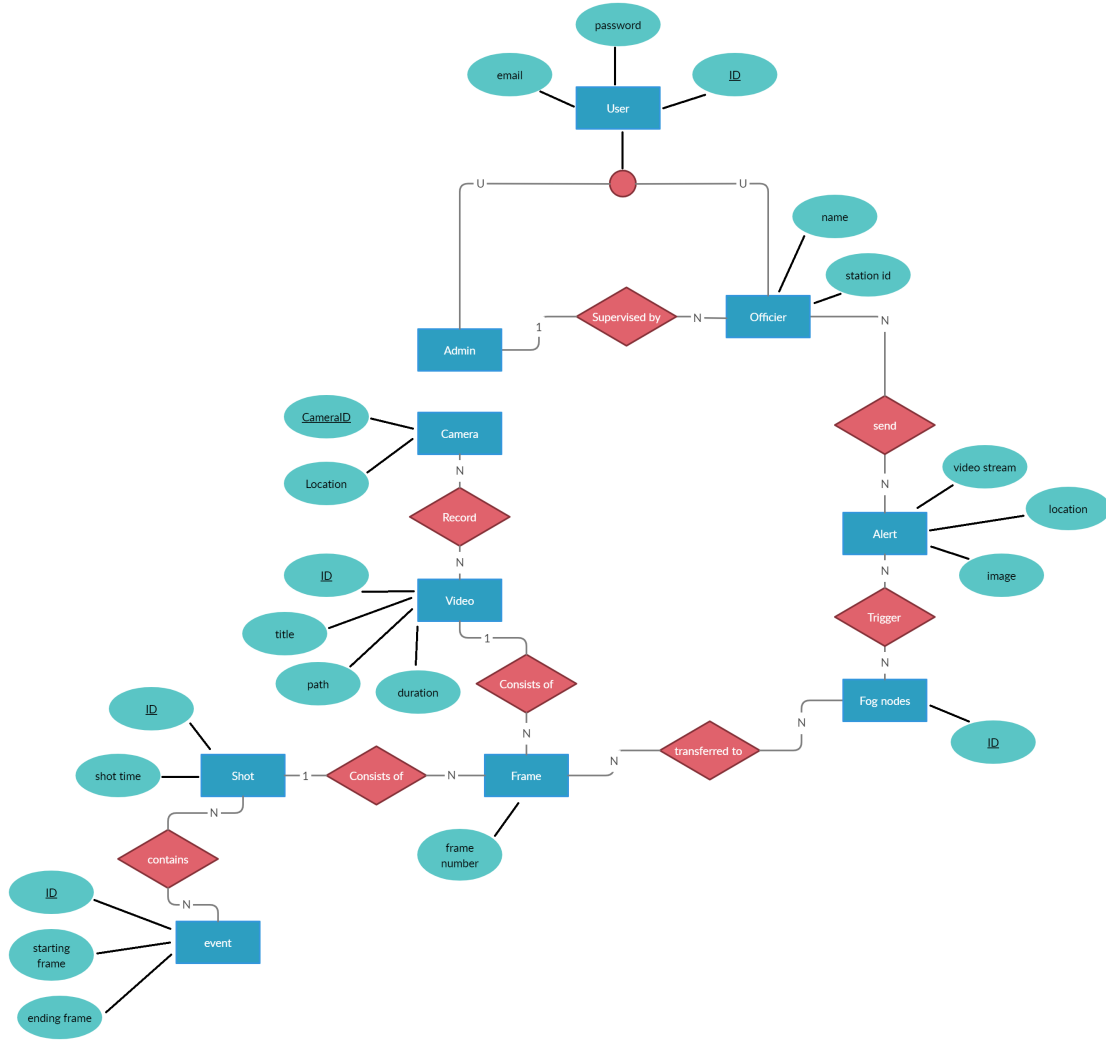 password
email
ID
User
U
U
name
station id
Supervised by
N
Officier
1
N
Admin
CameraID
Camera
send
N
Location
N
video stream
Record
location
Alert
N
image
ID
N
Video
Trigger
title
1
N
path
duration
Consists of
Fog nodes
ID
N
N
ID
transferred to
N
shot time
Shot
1
Consists of
N
Frame
N
frame
number
contains
N
ID
event
starting
frame
ending frame